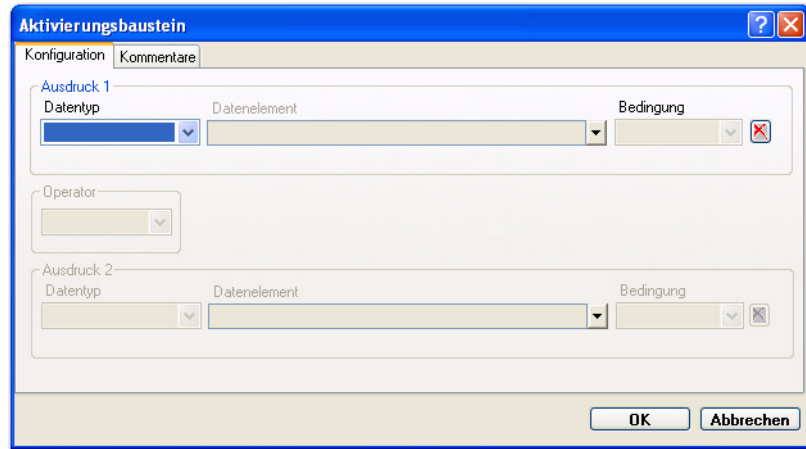 Aktivierungsbaustein
Konfiguration Kommentare
Ausdruck 1
Datentyp Datenelement Bedingung
Operator
Ausdruck 2
Datentyp Datenelement Bedingung
OK Abbrechen